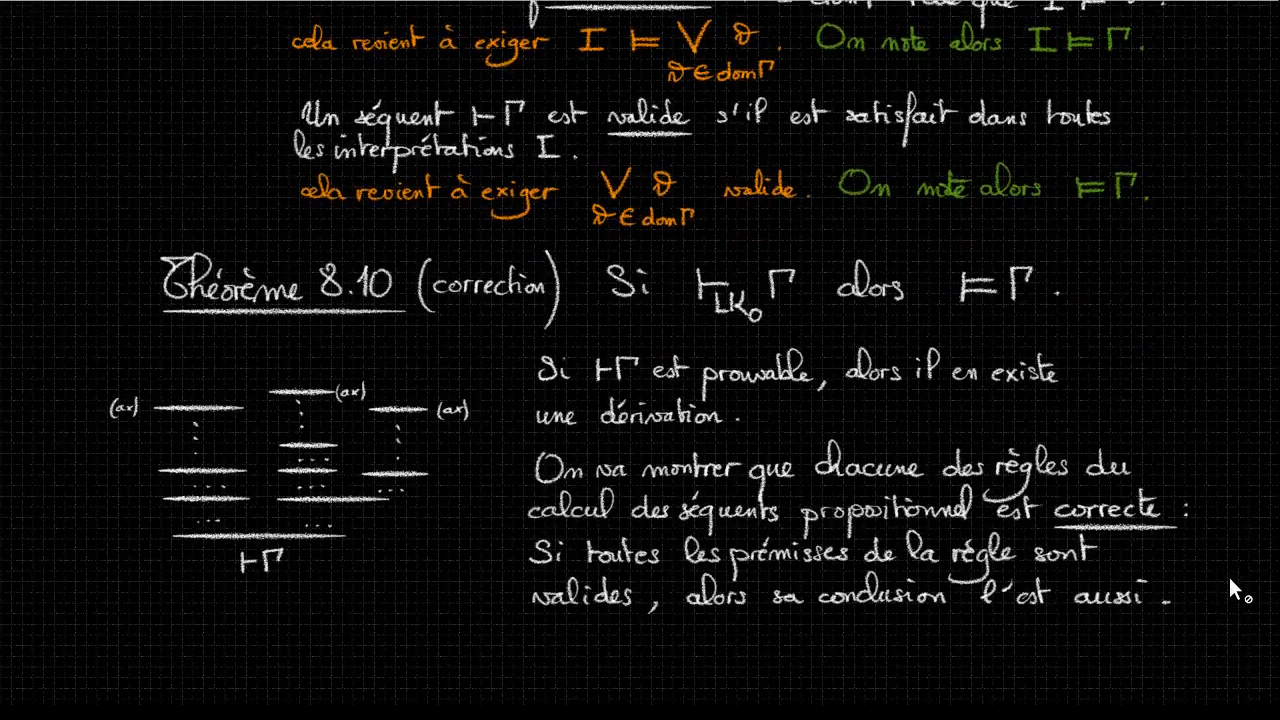 dont I ⊨
cela revient à exiger I ⊨ ⋁ ϑ . On note alors I ⊨ Γ.
ϑ ∈ dom Γ
Un séquent ⊢ Γ est valide s'il est satisfait dans toutes
les interprétations I.
cela revient à exiger ⋁ ϑ valide. On note alors ⊨ Γ.
ϑ ∈ dom Γ
Théorème 8.10 (correction) Si ⊢LK₀ Γ alors ⊨ Γ.
Si ⊢Γ est prouvable, alors il en existe
une dérivation.
(ax) (ax) (ax)
On va montrer que chacune des règles du
calcul des séquents propositionnel est correcte :
Si toutes les prémisses de la règle sont
valides, alors sa conclusion l'est aussi.
⊢Γ